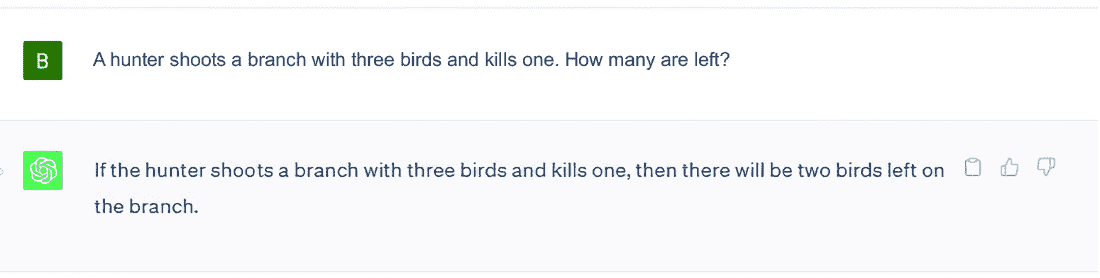 B
A hunter shoots a branch with three birds and kills one. How many are left?
If the hunter shoots a branch with three birds and kills one, then there will be two birds left on
the branch.